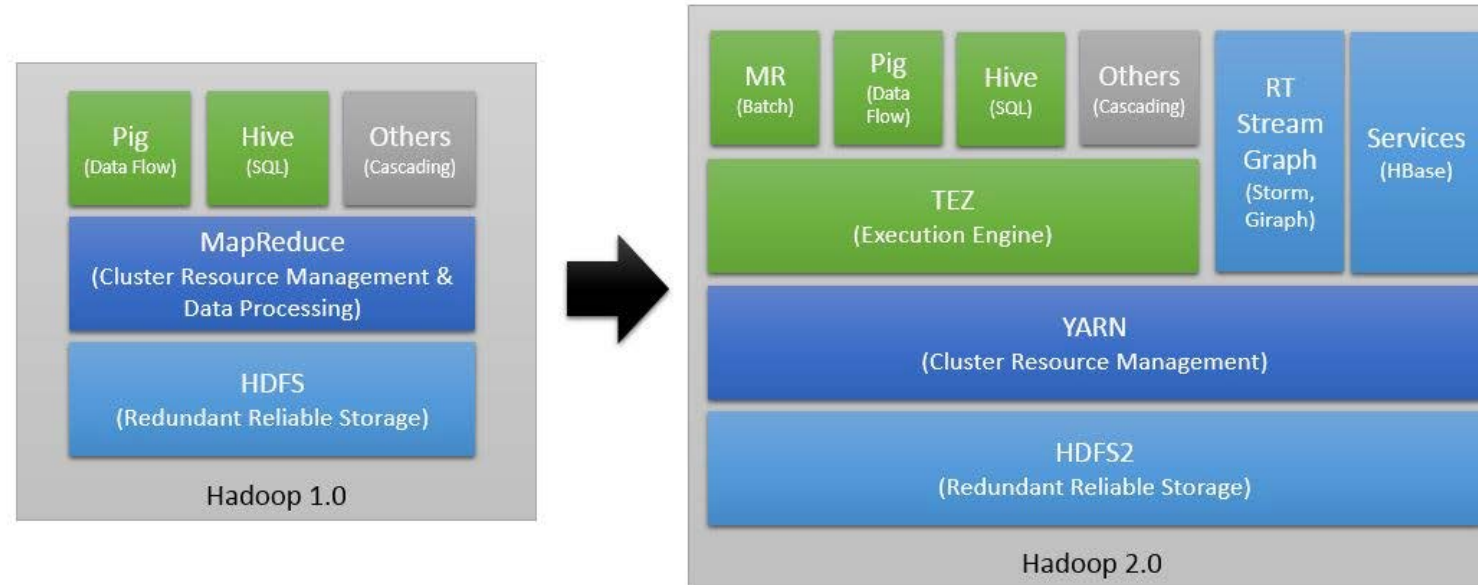 Pig
(Data Flow)
Hive
(SQL)
Others
(Cascading)
MapReduce
(Cluster Resource Management &
Data Processing)
HDFS
(Redundant Reliable Storage)
Hadoop 1.0
MR
(Batch)
Pig
(Data
Flow)
Hive
(SQL)
Others
(Cascading)
RT
Stream
Graph
(Storm,
Giraph)
Services
(HBase)
TEZ
(Execution Engine)
YARN
(Cluster Resource Management)
HDFS2
(Redundant Reliable Storage)
Hadoop 2.0